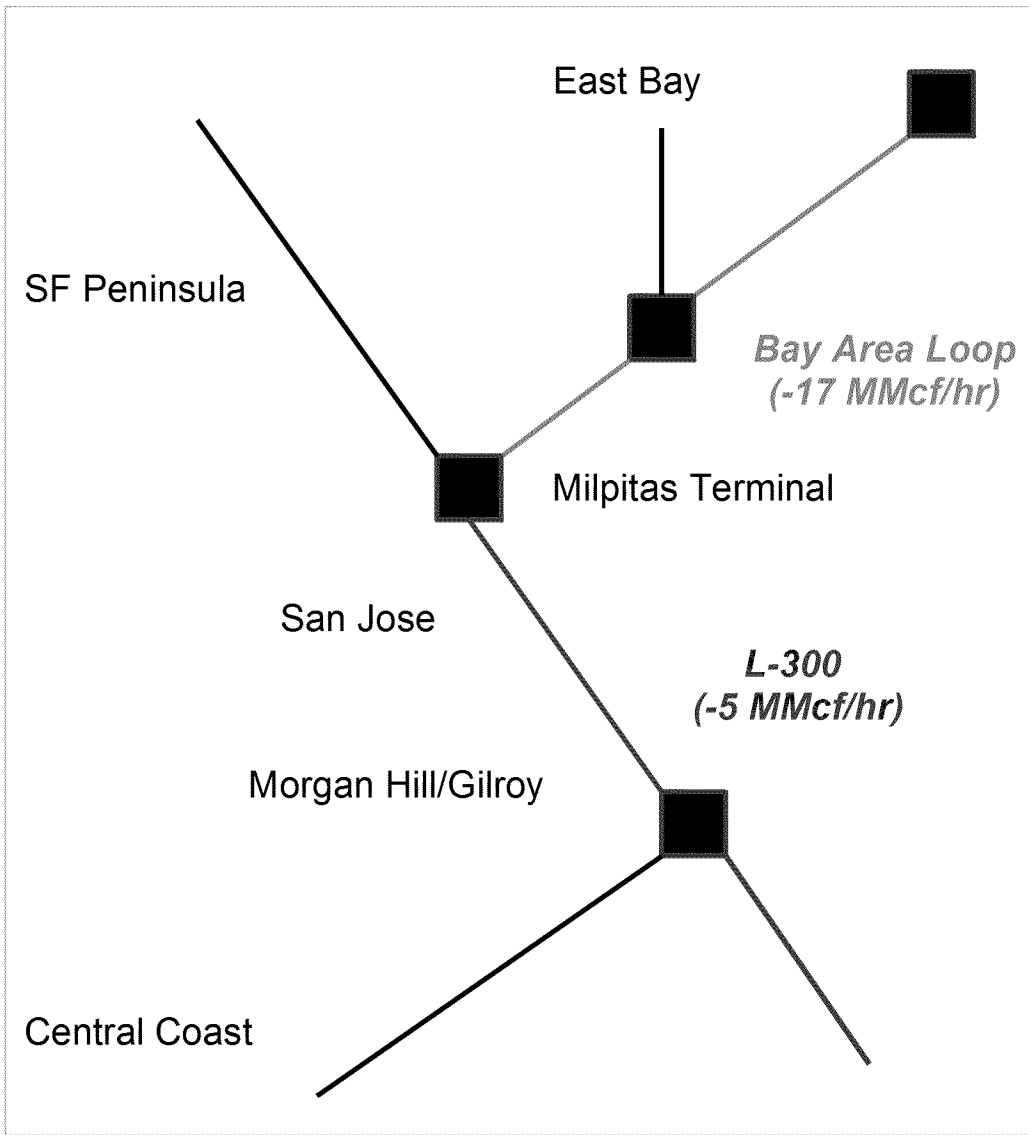 East Bay
SF Peninsula
Bay Area Loop
(-17 MMcf/hr)
Milpitas Terminal
San Jose
L-300
(-5 MMcf/hr)
Morgan Hill/Gilroy
Central Coast